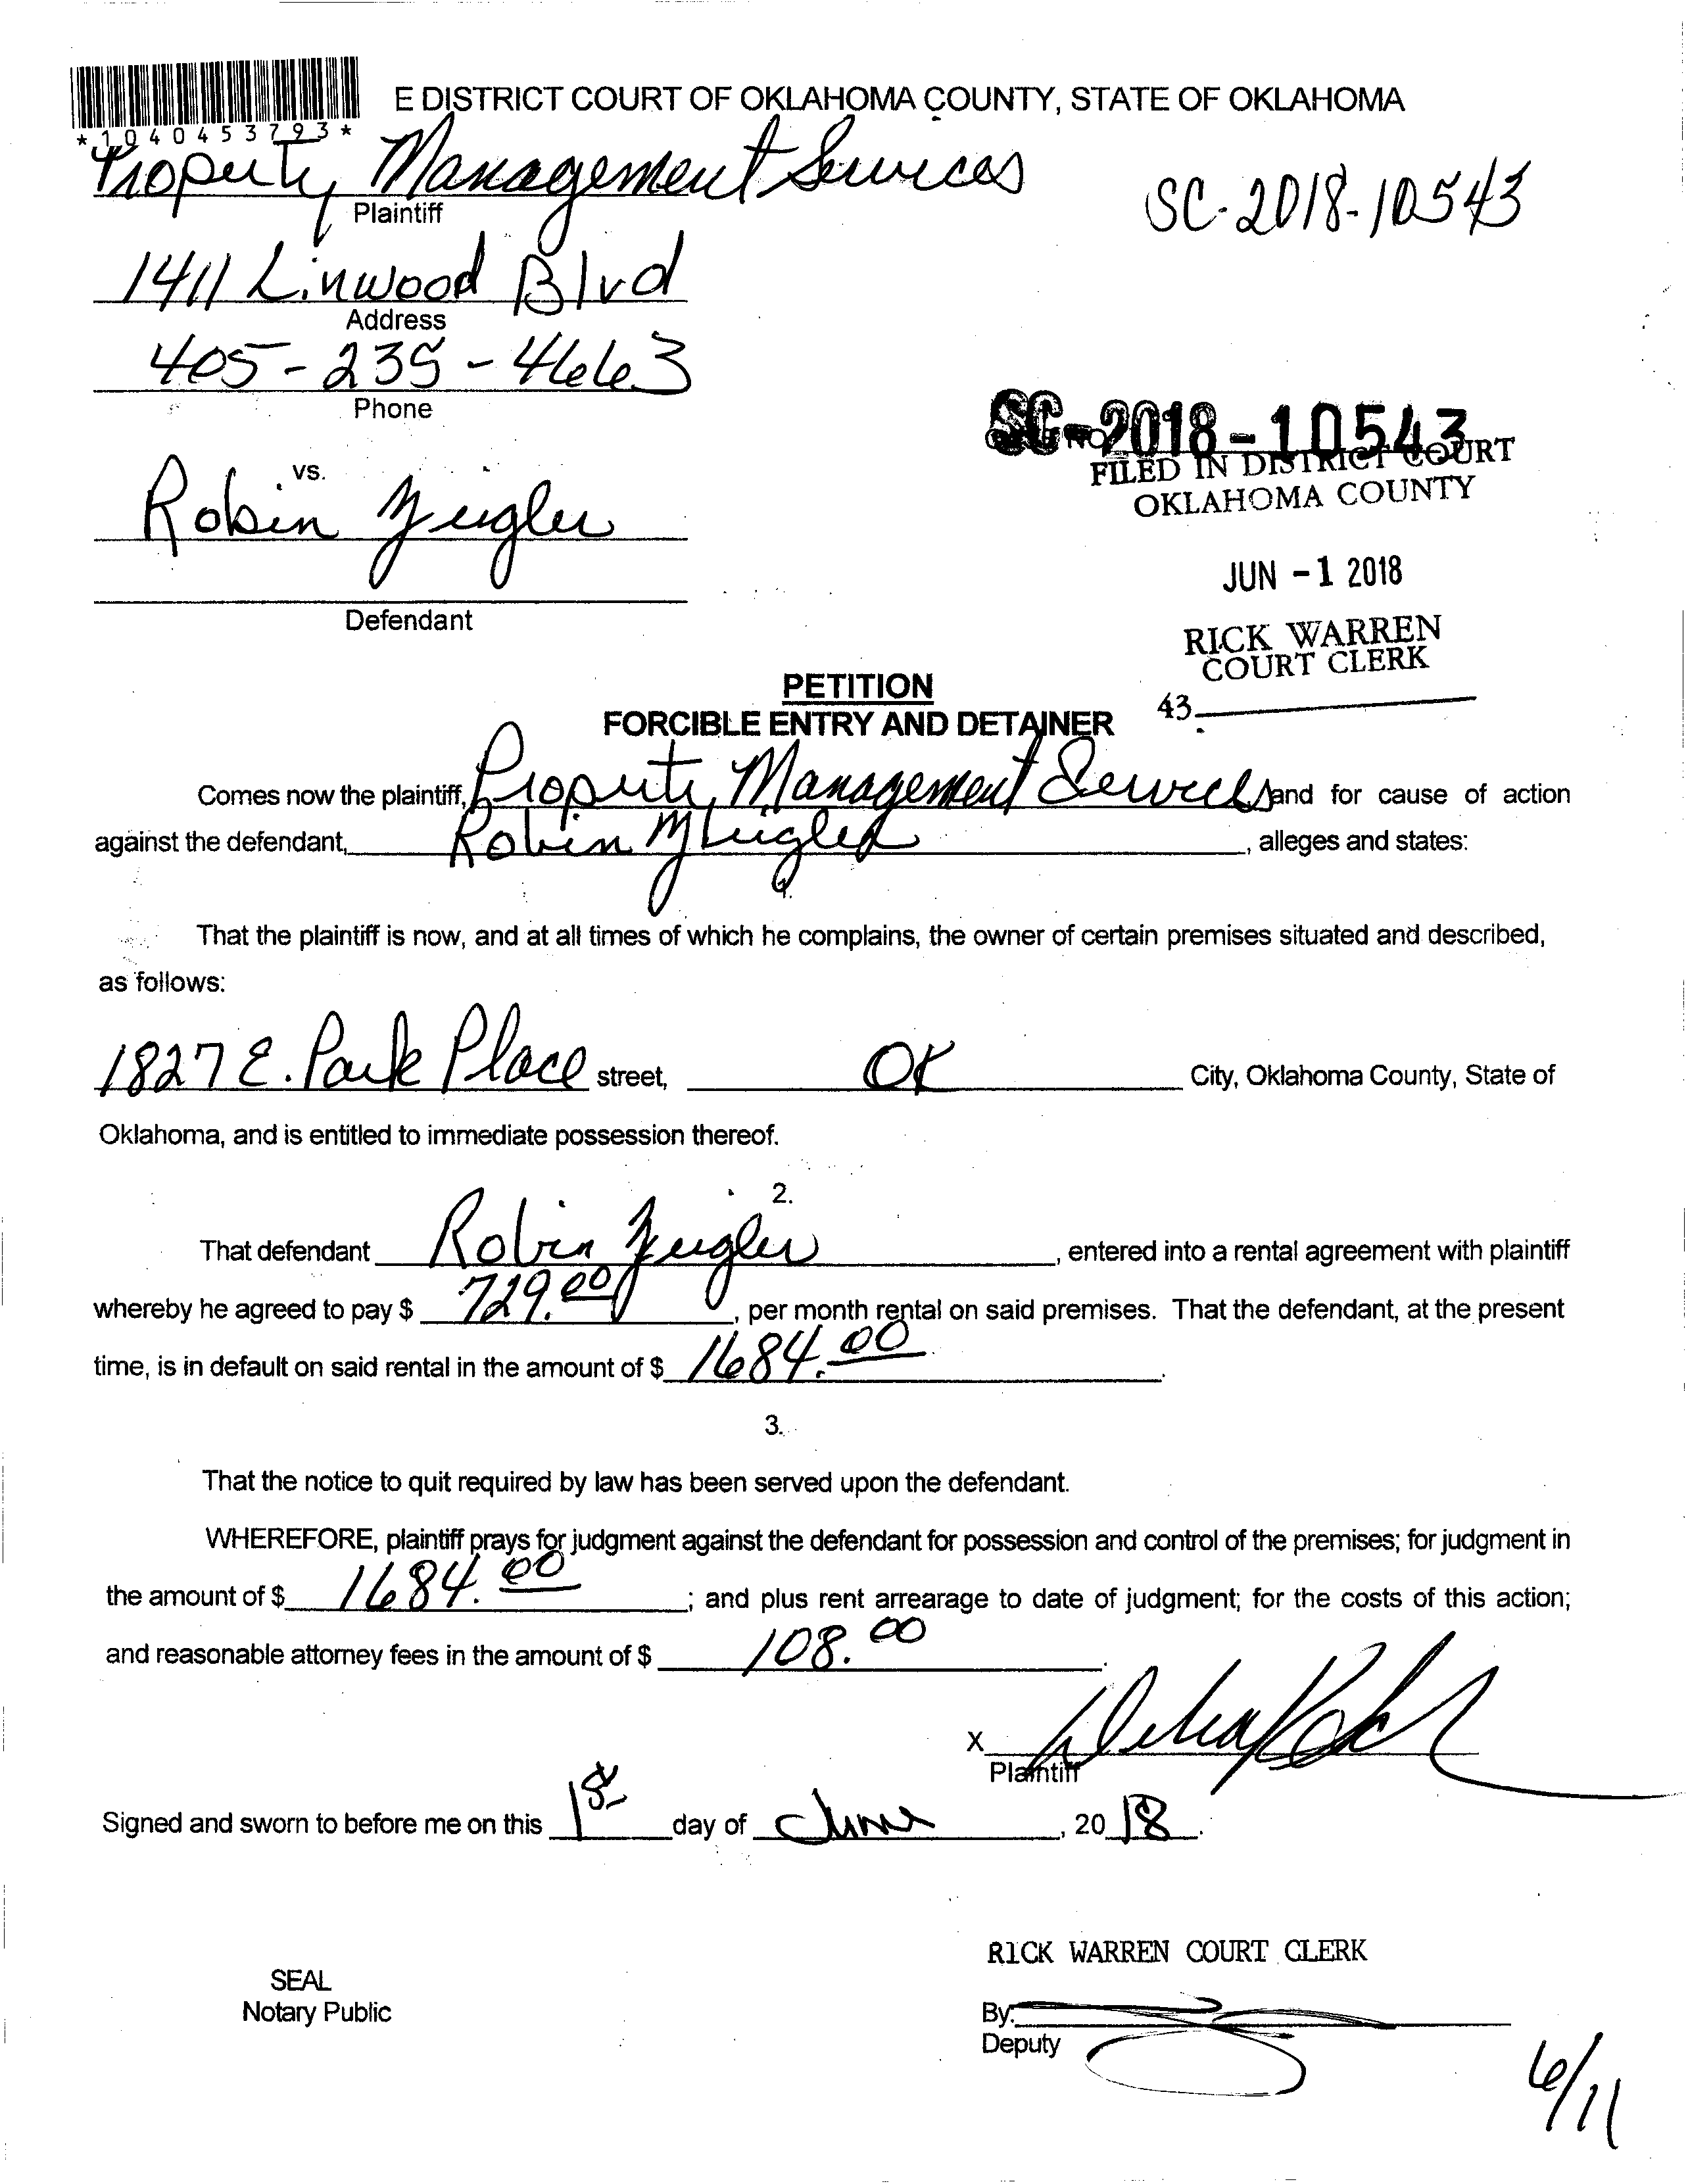 E DISTRICT COURT OF OKLAHOMA COUNTY, STATE OF OKLAHOMA
*1040453793*
Property Management Services
Plaintiff
SC-2018-10543
1411 Linwood Blvd
Address
405-235-4663
Phone
SC-2018-10543
FILED IN DISTRICT COURT
OKLAHOMA COUNTY
vs.
Robin Zeigler
JUN -1 2018
Defendant
RICK WARREN
COURT CLERK
43
PETITION
FORCIBLE ENTRY AND DETAINER
Comes now the plaintiff, Property Management Services and for cause of action
against the defendant, Robin Zeigler, alleges and states:
1.
That the plaintiff is now, and at all times of which he complains, the owner of certain premises situated and described,
as follows:
1827 E. Park Place street, OK City, Oklahoma County, State of
Oklahoma, and is entitled to immediate possession thereof.
2.
That defendant Robin Zeigler, entered into a rental agreement with plaintiff
whereby he agreed to pay $ 729.00, per month rental on said premises. That the defendant, at the present
time, is in default on said rental in the amount of $ 1684.00.
3.
That the notice to quit required by law has been served upon the defendant.
WHEREFORE, plaintiff prays for judgment against the defendant for possession and control of the premises; for judgment in
the amount of $ 1684.00; and plus rent arrearage to date of judgment; for the costs of this action;
and reasonable attorney fees in the amount of $ 108.00.
X
Plaintiff
Signed and sworn to before me on this 1st day of June, 2018.
RICK WARREN COURT CLERK
SEAL
Notary Public
By:
Deputy
6/11